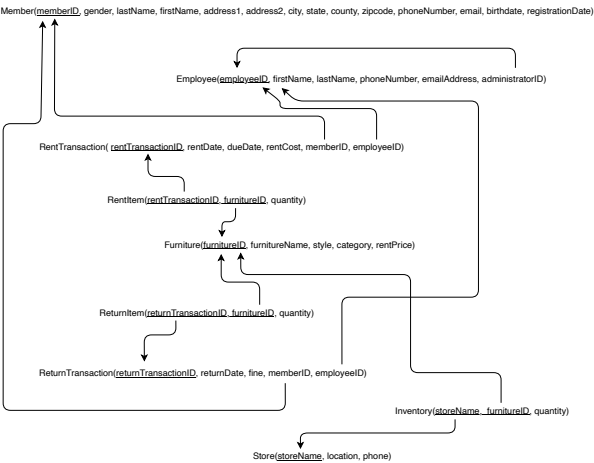 Member(memberID, gender, lastName, firstName, address1, address2, city, state, county, zipcode, phoneNumber, email, birthdate, registrationDate)
Employee(employeeID, firstName, lastName, phoneNumber, emailAddress, administratorID)
RentTransaction( rentTransactionID, rentDate, dueDate, rentCost, memberID, employeeID)
RentItem(rentTransactionID, furnitureID, quantity)
Furniture(furnitureID, furnitureName, style, category, rentPrice)
ReturnItem(returnTransactionID, furnitureID, quantity)
ReturnTransaction(returnTransactionID, returnDate, fine, memberID, employeeID)
Inventory(storeName, furnitureID, quantity)
Store(storeName, location, phone)